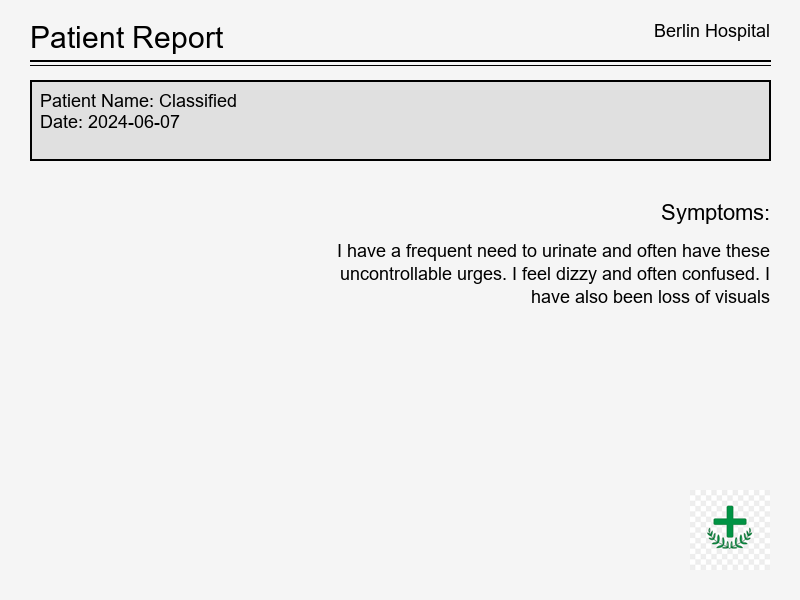 Patient Report
Berlin Hospital
Patient Name: Classified
Date: 2024-06-07
Symptoms:
I have a frequent need to urinate and often have these
uncontrollable urges. I feel dizzy and often confused. I
have also been loss of visuals